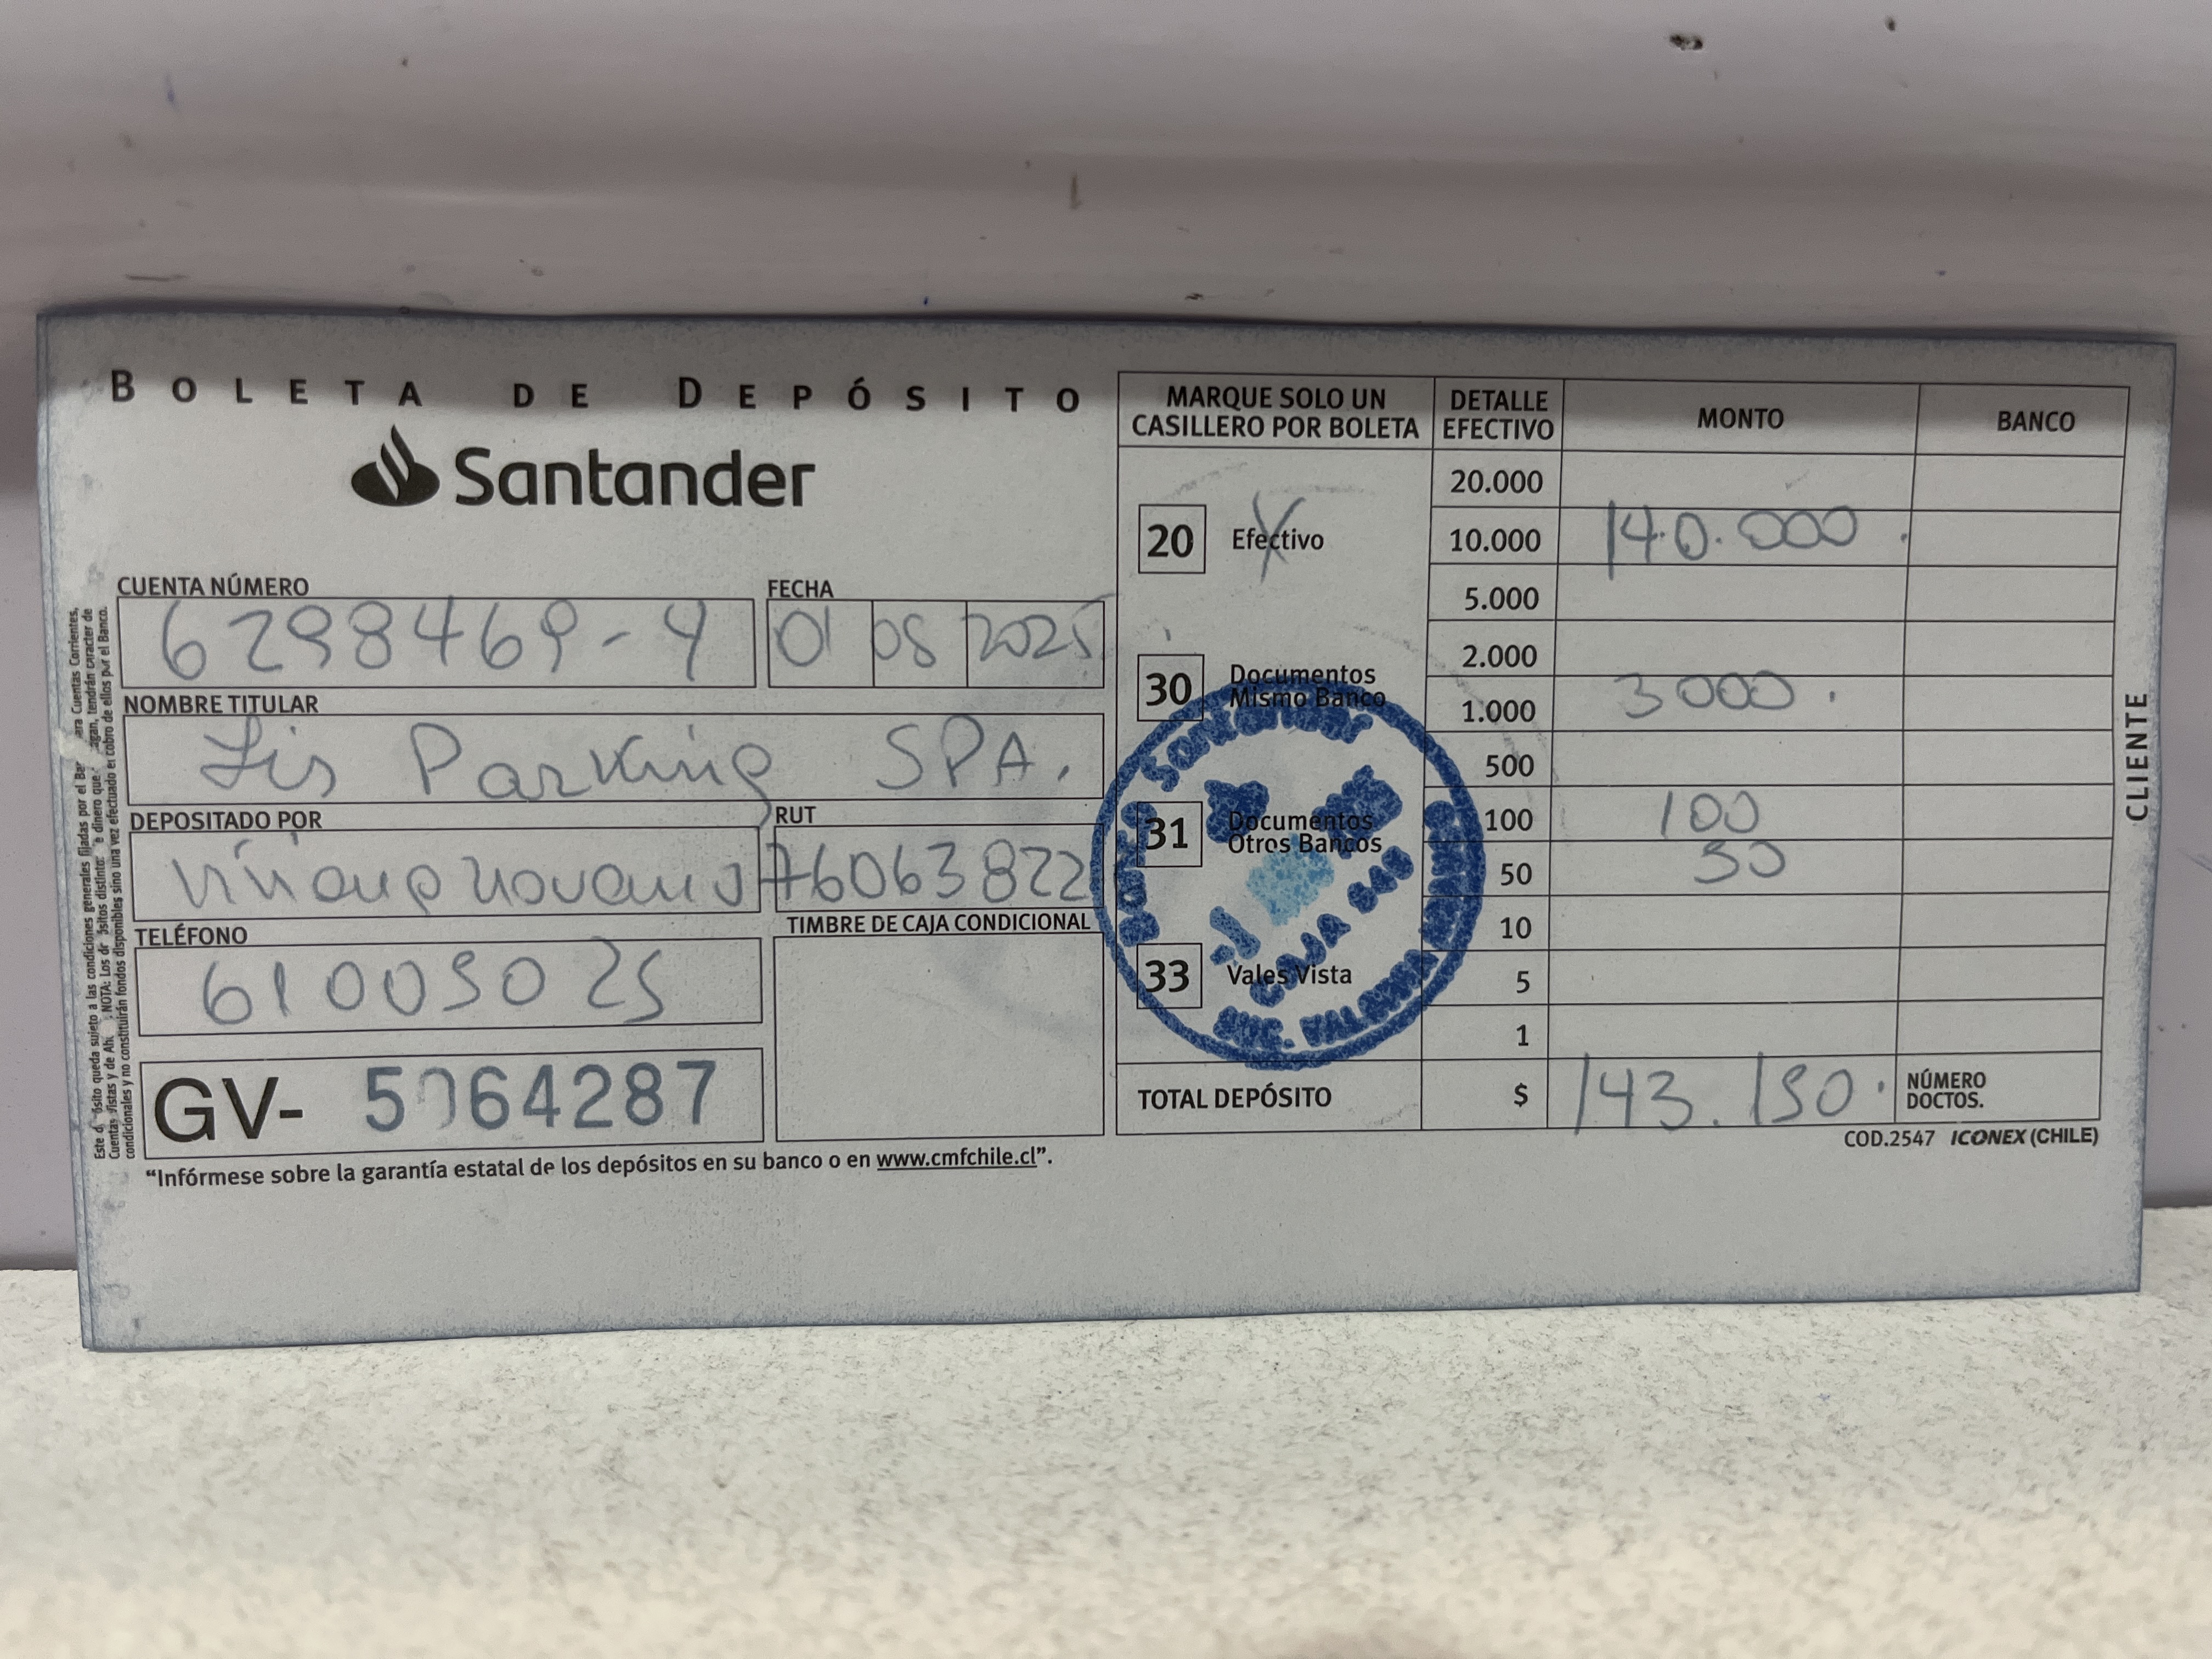 BOLETA DE DEPÓSITO
Santander
CUENTA NÚMERO
6298469-4
FECHA
01 08 2025
NOMBRE TITULAR
Lis Parking SPA.
DEPOSITADO POR
RUT
76063822
TELÉFONO
61005025
TIMBRE DE CAJA CONDICIONAL
GV- 5064287
"Infórmese sobre la garantía estatal de los depósitos en su banco o en www.cmfchile.cl".
MARQUE SOLO UN
CASILLERO POR BOLETA
DETALLE
EFECTIVO
MONTO
BANCO
20 Efectivo X
30 Documentos
Mismo Banco
31 Documentos
Otros Bancos
33 Vales Vista
20.000
10.000 140.000
5.000
2.000
1.000 3000
500
100 100
50 50
10
5
1
TOTAL DEPÓSITO $ 143.150
NÚMERO
DOCTOS.
COD.2547 ICONEX (CHILE)
CLIENTE
Santander
CAJA